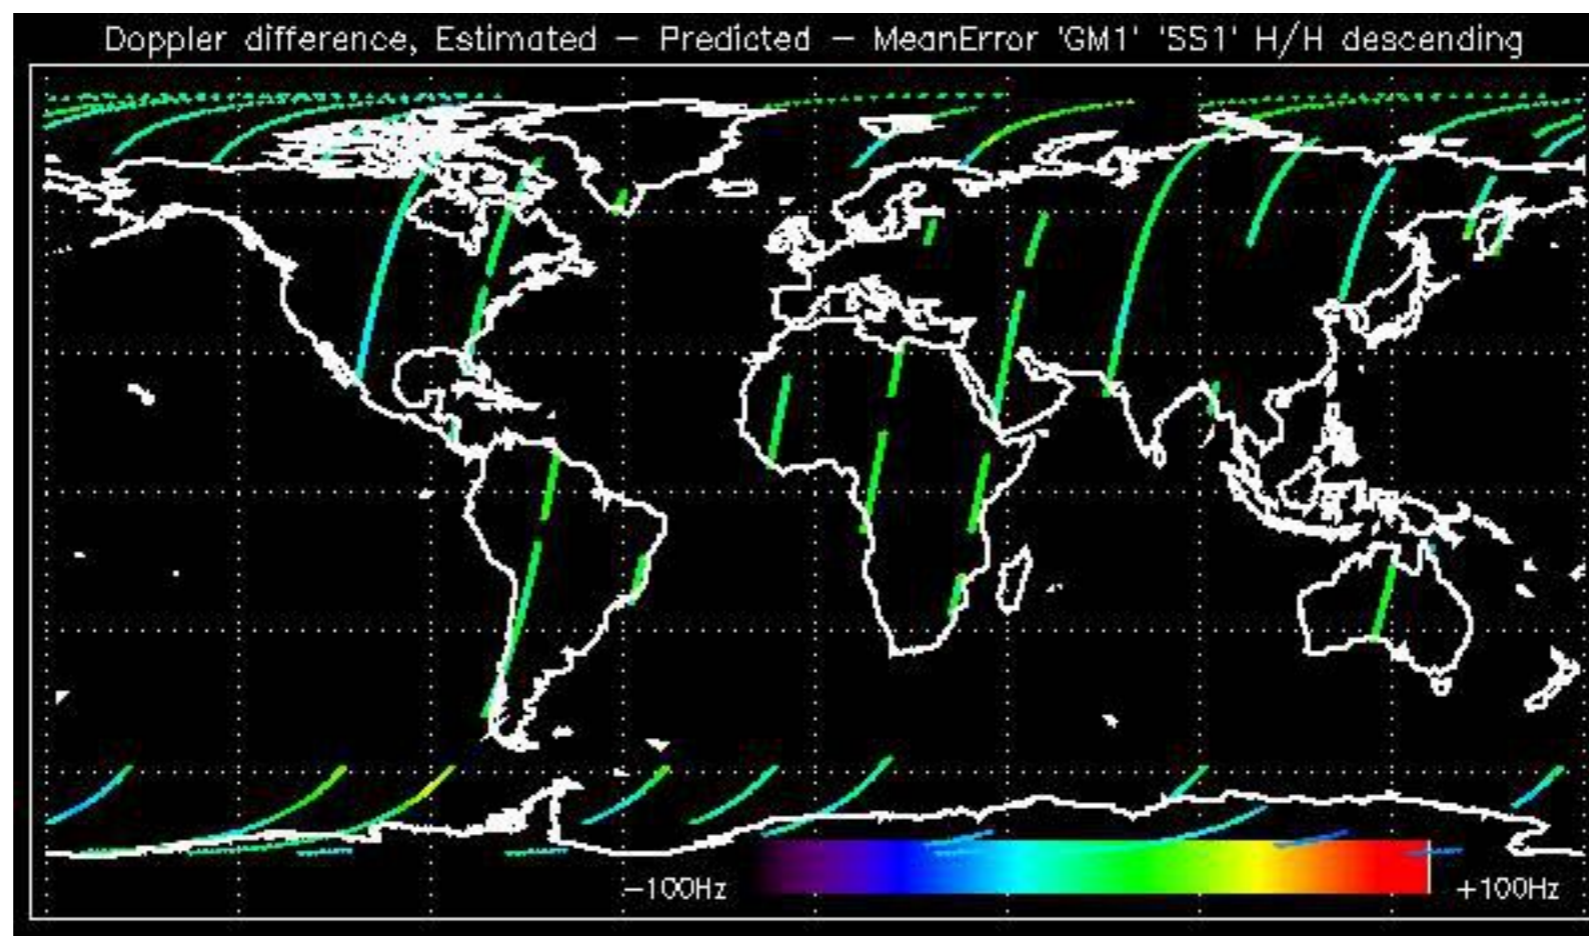 Doppler difference, Estimated – Predicted – MeanError 'GM1' 'SS1' H/H descending
−100Hz +100Hz